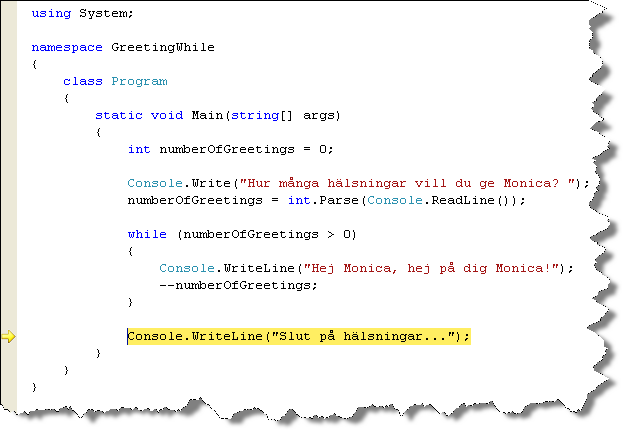 using System;
namespace GreetingWhile
{
class Program
{
static void Main(string[] args)
{
int numberOfGreetings = 0;
Console.Write("Hur många hälsningar vill du ge Monica? ");
numberOfGreetings = int.Parse(Console.ReadLine());
while (numberOfGreetings > 0)
{
Console.WriteLine("Hej Monica, hej på dig Monica!");
--numberOfGreetings;
}
Console.WriteLine("Slut på hälsningar...");
}
}
}